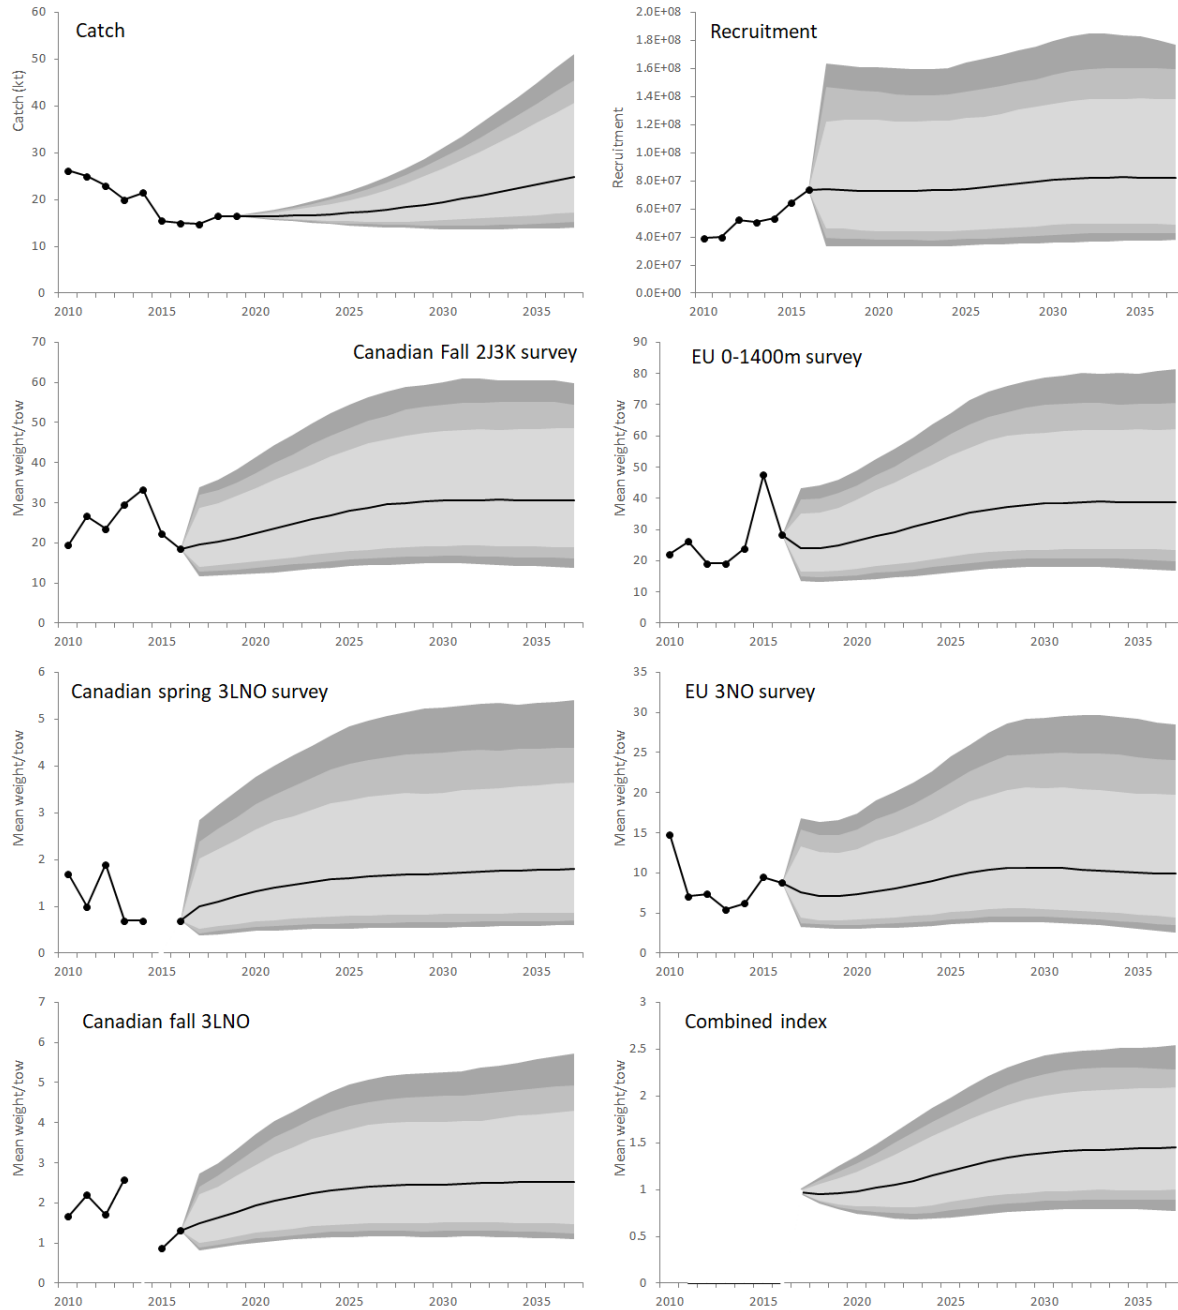 Catch
Catch (kt)
60
50
40
30
20
10
0
2010 2015 2020 2025 2030 2035
Recruitment
Recruitment
2.0E+08
1.8E+08
1.6E+08
1.4E+08
1.2E+08
1.0E+08
8.0E+07
6.0E+07
4.0E+07
2.0E+07
0.0E+00
2010 2015 2020 2025 2030 2035
Canadian Fall 2J3K survey
Mean weight/tow
70
60
50
40
30
20
10
0
2010 2015 2020 2025 2030 2035
EU 0-1400m survey
Mean weight/tow
90
80
70
60
50
40
30
20
10
0
2010 2015 2020 2025 2030 2035
Canadian spring 3LNO survey
Mean weight/tow
6
5
4
3
2
1
0
2010 2015 2020 2025 2030 2035
EU 3NO survey
Mean weight/tow
35
30
25
20
15
10
5
0
2010 2015 2020 2025 2030 2035
Canadian fall 3LNO
Mean weight/tow
7
6
5
4
3
2
1
0
2010 2015 2020 2025 2030 2035
Combined index
Mean weight/tow
3
2.5
2
1.5
1
0.5
0
2010 2015 2020 2025 2030 2035